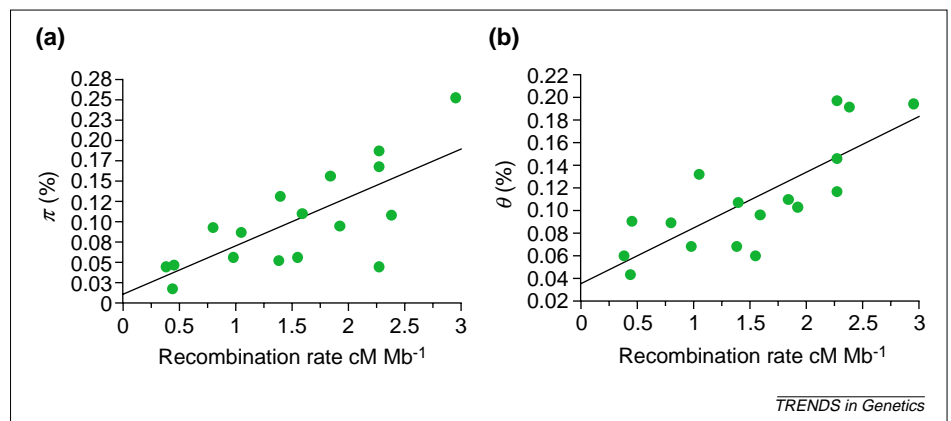 (a)
π (%)
0.28
0.25
0.22
0.20
0.17
0.15
0.12
0.10
0.08
0.05
0.03
0
0 0.5 1 1.5 2 2.5 3
Recombination rate cM Mb-1
(b)
θ (%)
0.22
0.20
0.18
0.16
0.14
0.12
0.10
0.08
0.06
0.04
0.02
0 0.5 1 1.5 2 2.5 3
Recombination rate cM Mb-1
TRENDS in Genetics